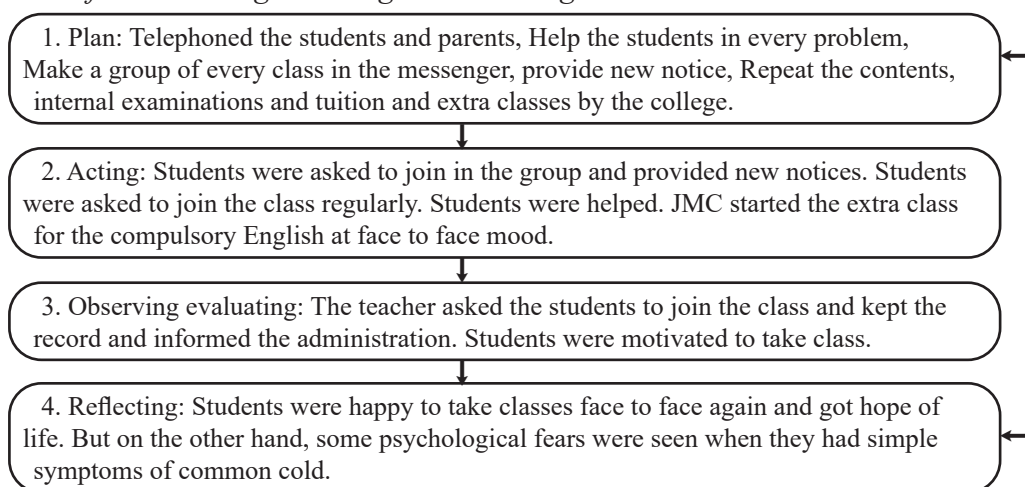 1. Plan: Telephoned the students and parents, Help the students in every problem,
Make a group of every class in the messenger, provide new notice, Repeat the contents,
internal examinations and tuition and extra classes by the college.
2. Acting: Students were asked to join in the group and provided new notices. Students
were asked to join the class regularly. Students were helped. JMC started the extra class
for the compulsory English at face to face mood.
3. Observing evaluating: The teacher asked the students to join the class and kept the
record and informed the administration. Students were motivated to take class.
4. Reflecting: Students were happy to take classes face to face again and got hope of
life. But on the other hand, some psychological fears were seen when they had simple
symptoms of common cold.